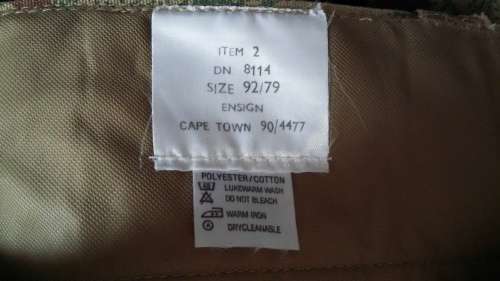 ITEM 2
DN 8114
SIZE 92/79
ENSIGN
CAPE TOWN 90/4477
POLYESTER/COTTON
LUKEWARM WASH
DO NOT BLEACH
WARM IRON
DRYCLEANABLE